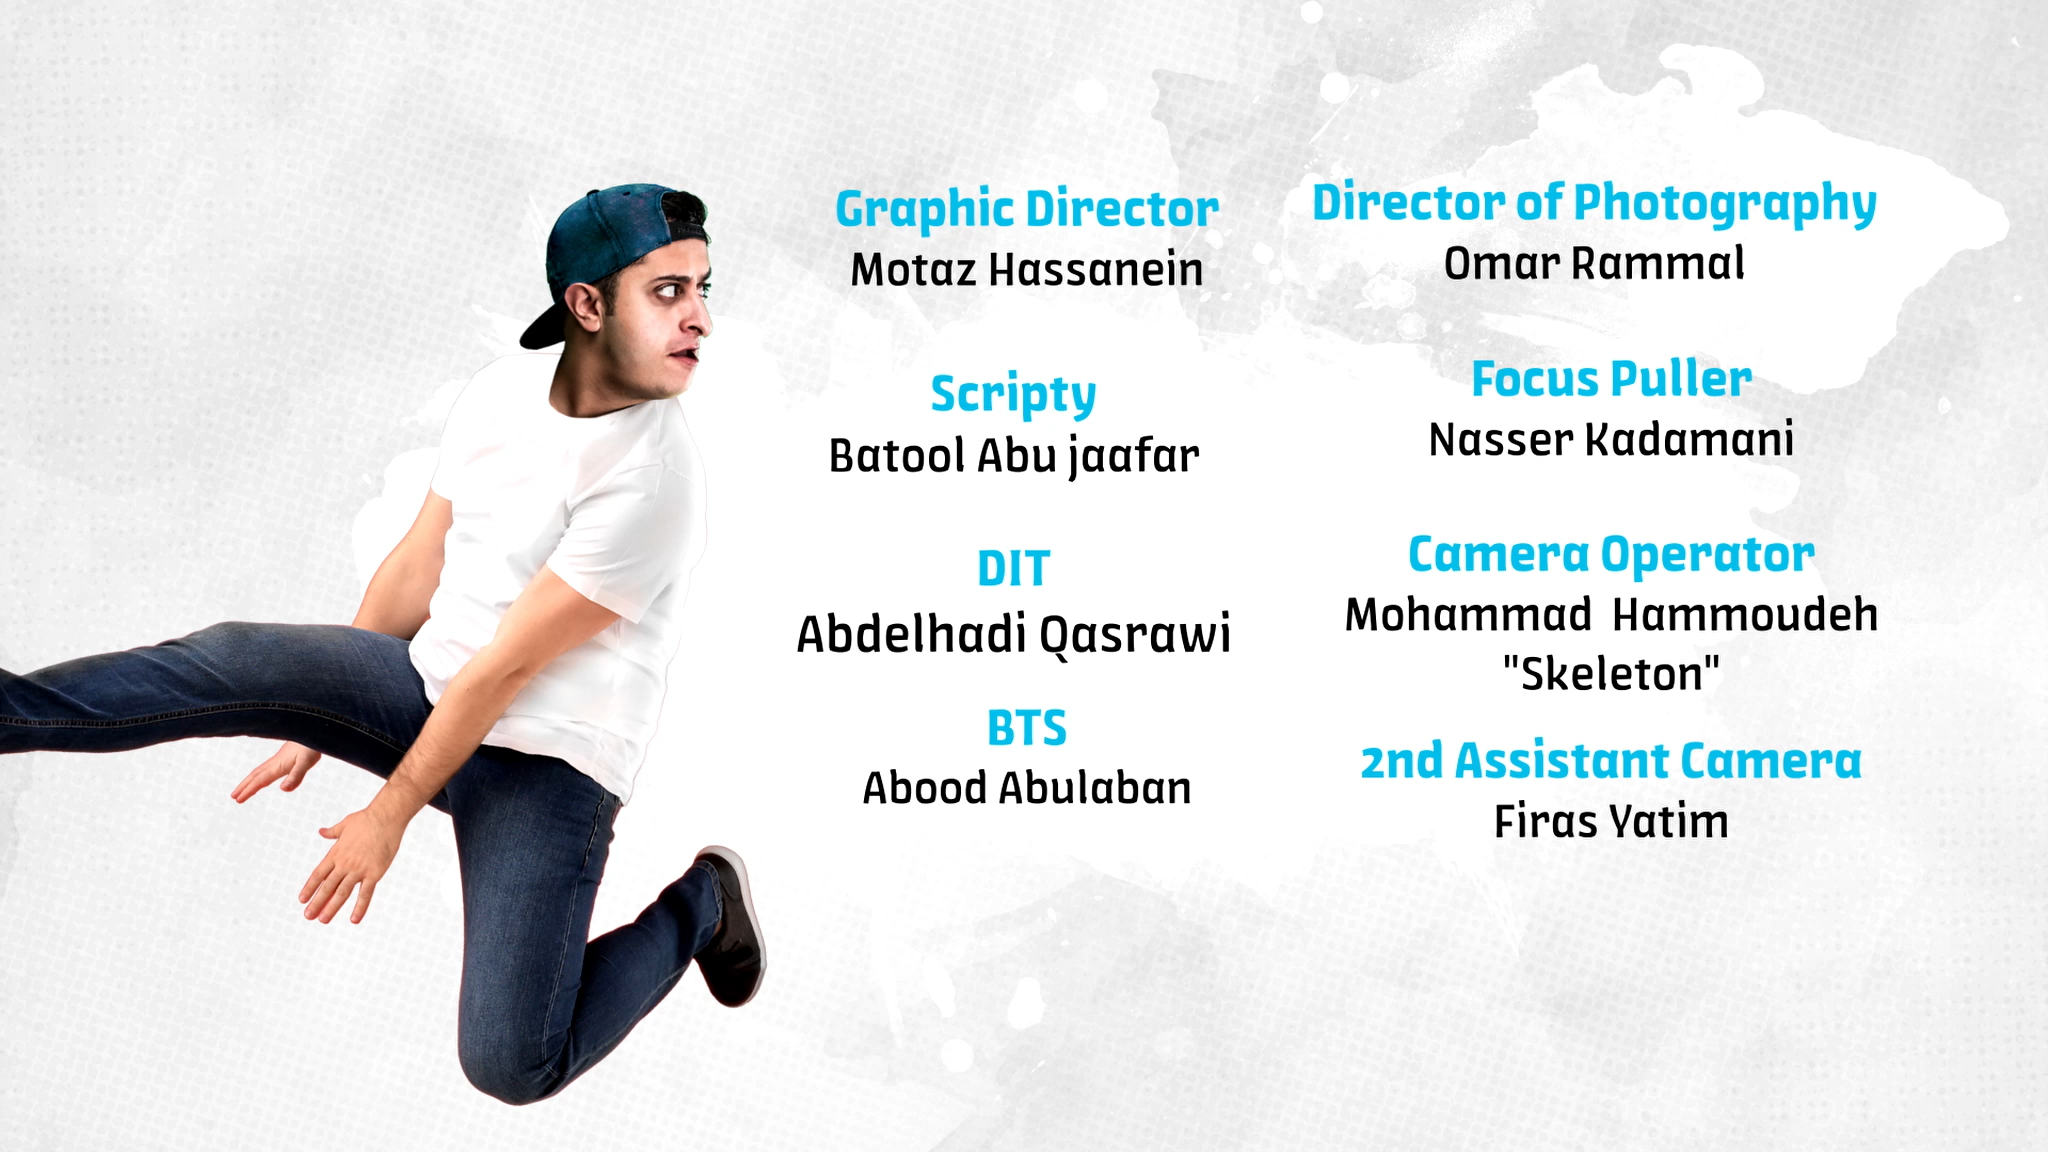 Graphic Director
Motaz Hassanein
Scripty
Batool Abu jaafar
DIT
Abdelhadi Qasrawi
BTS
Abood Abulaban
Director of Photography
Omar Rammal
Focus Puller
Nasser Kadamani
Camera Operator
Mohammad  Hammoudeh
"Skeleton"
2nd Assistant Camera
Firas Yatim